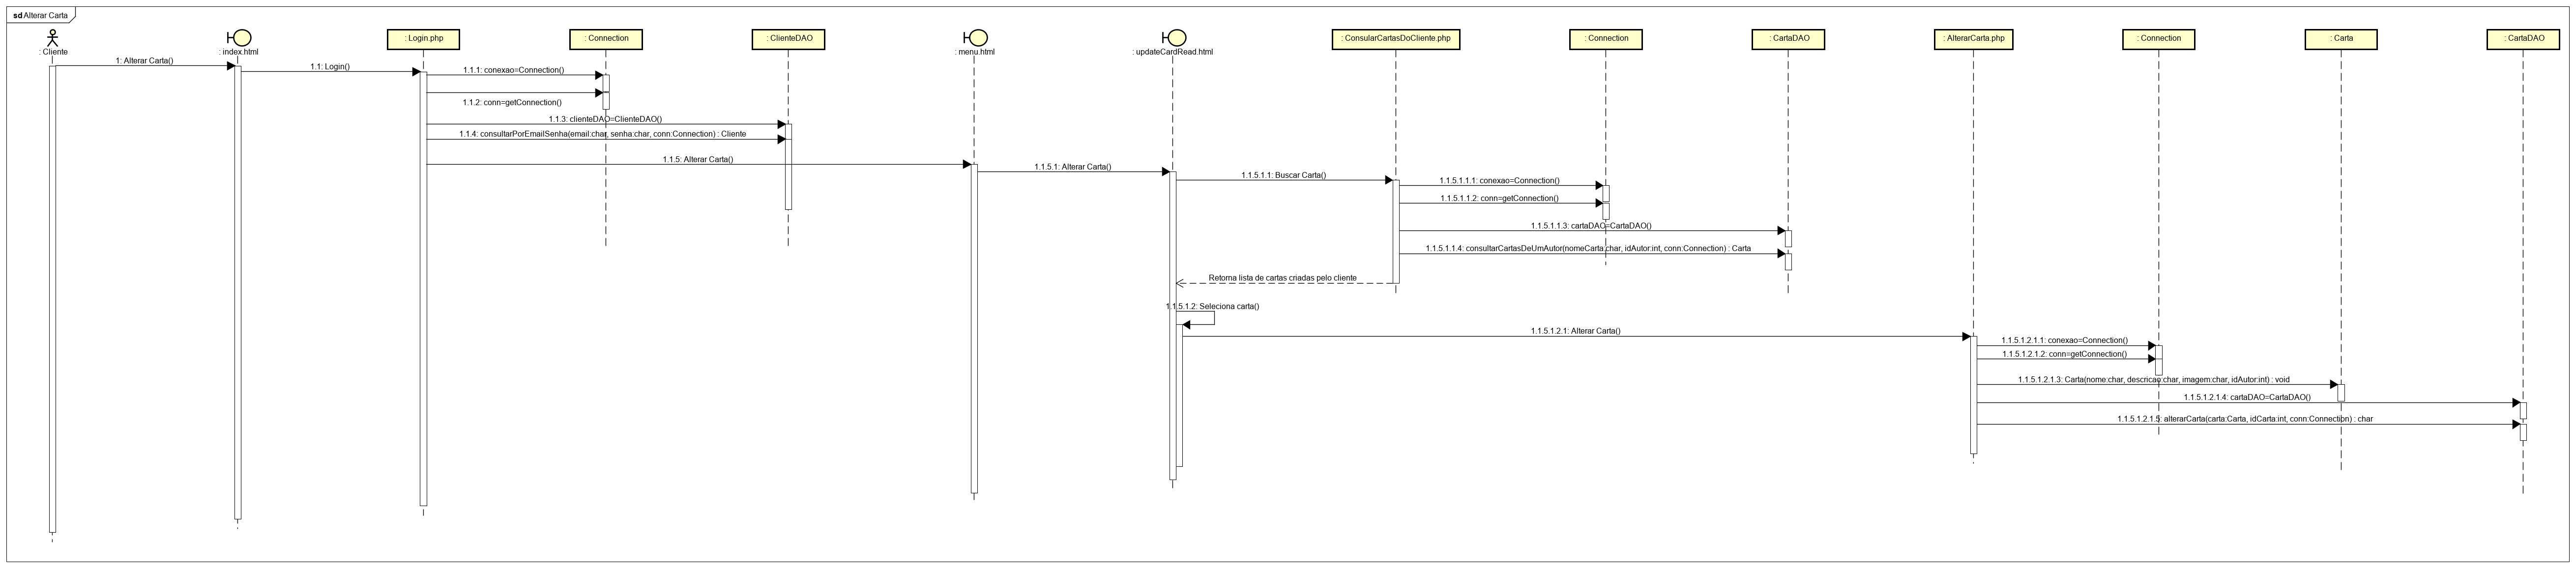 sd Alterar Carta
: Cliente
: index.html
: Login.php
: Connection
: ClienteDAO
: menu.html
: updateCardRead.html
: ConsularCartasDoCliente.php
: Connection
: CartaDAO
: AlterarCarta.php
: Connection
: Carta
: CartaDAO
1: Alterar Carta()
1.1: Login()
1.1.1: conexao=Connection()
1.1.2: conn=getConnection()
1.1.3: clienteDAO=ClienteDAO()
1.1.4: consultarPorEmailSenha(email:char, senha:char, conn:Connection) : Cliente
1.1.5: Alterar Carta()
1.1.5.1: Alterar Carta()
1.1.5.1.1: Buscar Carta()
1.1.5.1.1.1: conexao=Connection()
1.1.5.1.1.2: conn=getConnection()
1.1.5.1.1.3: cartaDAO=CartaDAO()
1.1.5.1.1.4: consultarCartasDeUmAutor(nomeCarta:char, idAutor:int, conn:Connection) : Carta
Retorna lista de cartas criadas pelo cliente
1.1.5.1.2: Seleciona carta()
1.1.5.1.2.1: Alterar Carta()
1.1.5.1.2.1.1: conexao=Connection()
1.1.5.1.2.1.2: conn=getConnection()
1.1.5.1.2.1.3: Carta(nome:char, descricao:char, imagem:char, idAutor:int) : void
1.1.5.1.2.1.4: cartaDAO=CartaDAO()
1.1.5.1.2.1.5: alterarCarta(carta:Carta, idCarta:int, conn:Connection) : char